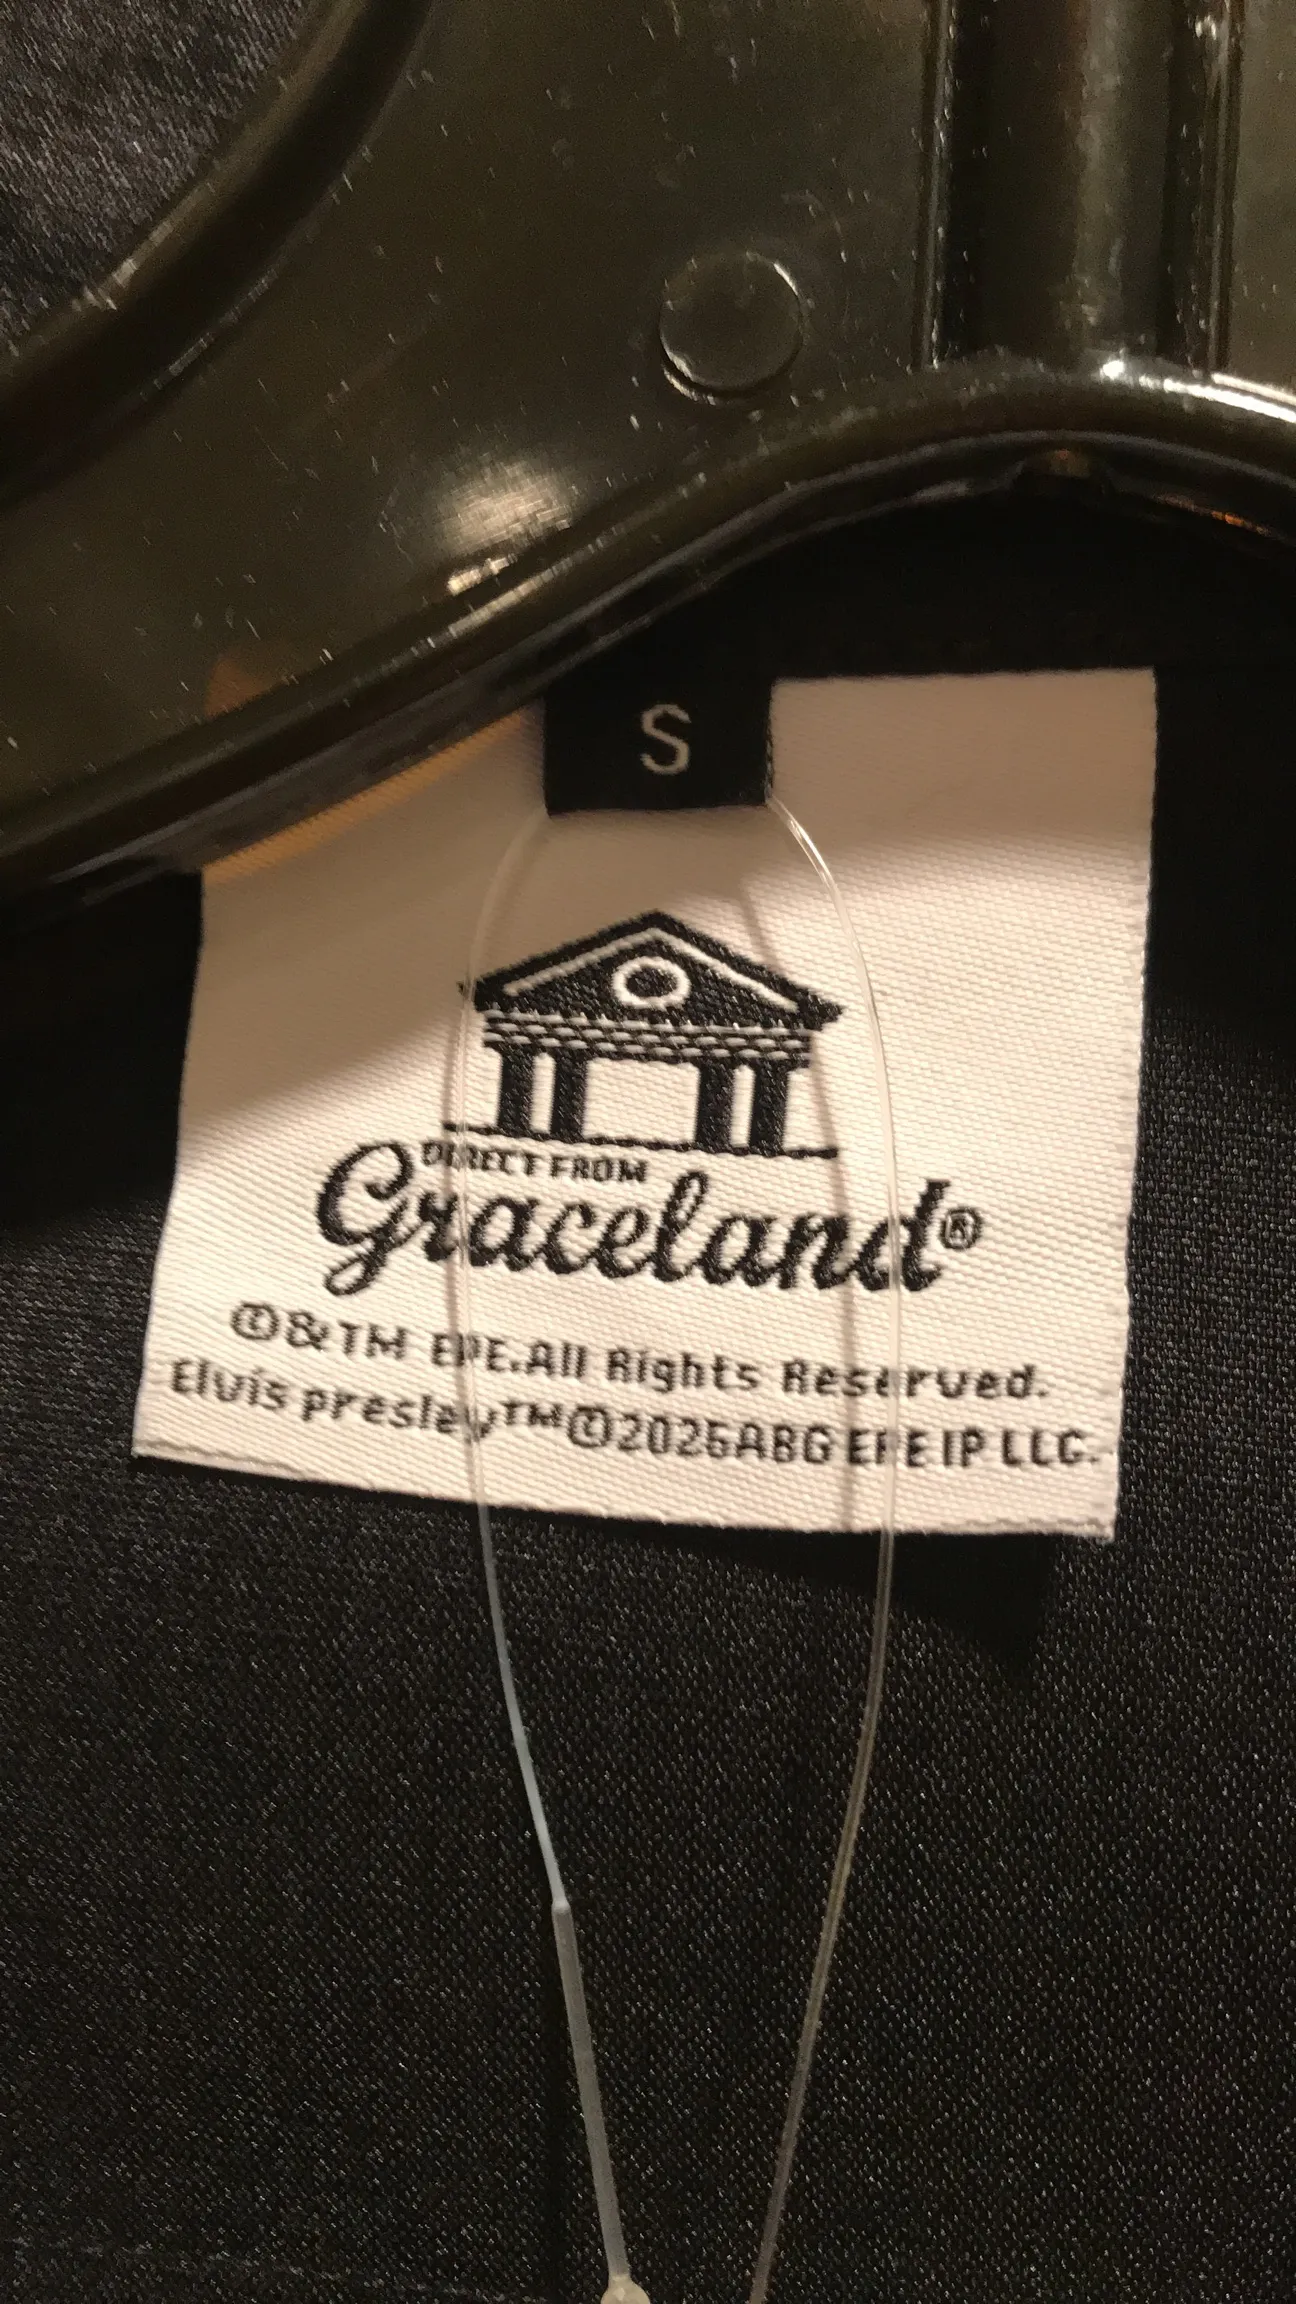 S
DIRECT FROM
Graceland®
©&TM EPE.All Rights Reserved.
Elvis presley™©2025ABG EPE IP LLC.